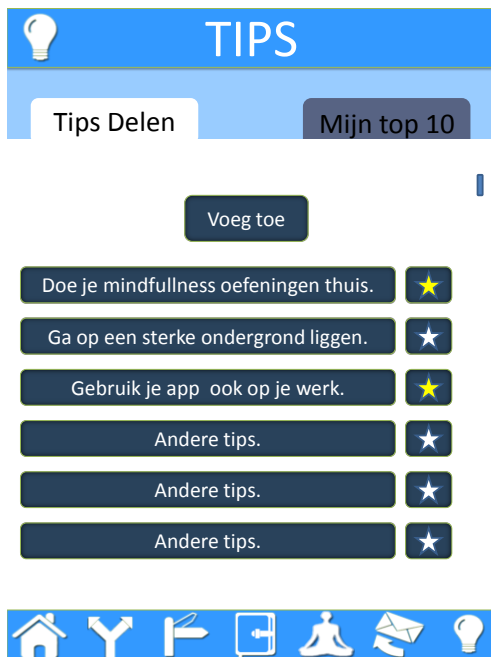 TIPS
Tips Delen
Mijn top 10
Voeg toe
Doe je mindfullness oefeningen thuis.
Ga op een sterke ondergrond liggen.
Gebruik je app ook op je werk.
Andere tips.
Andere tips.
Andere tips.